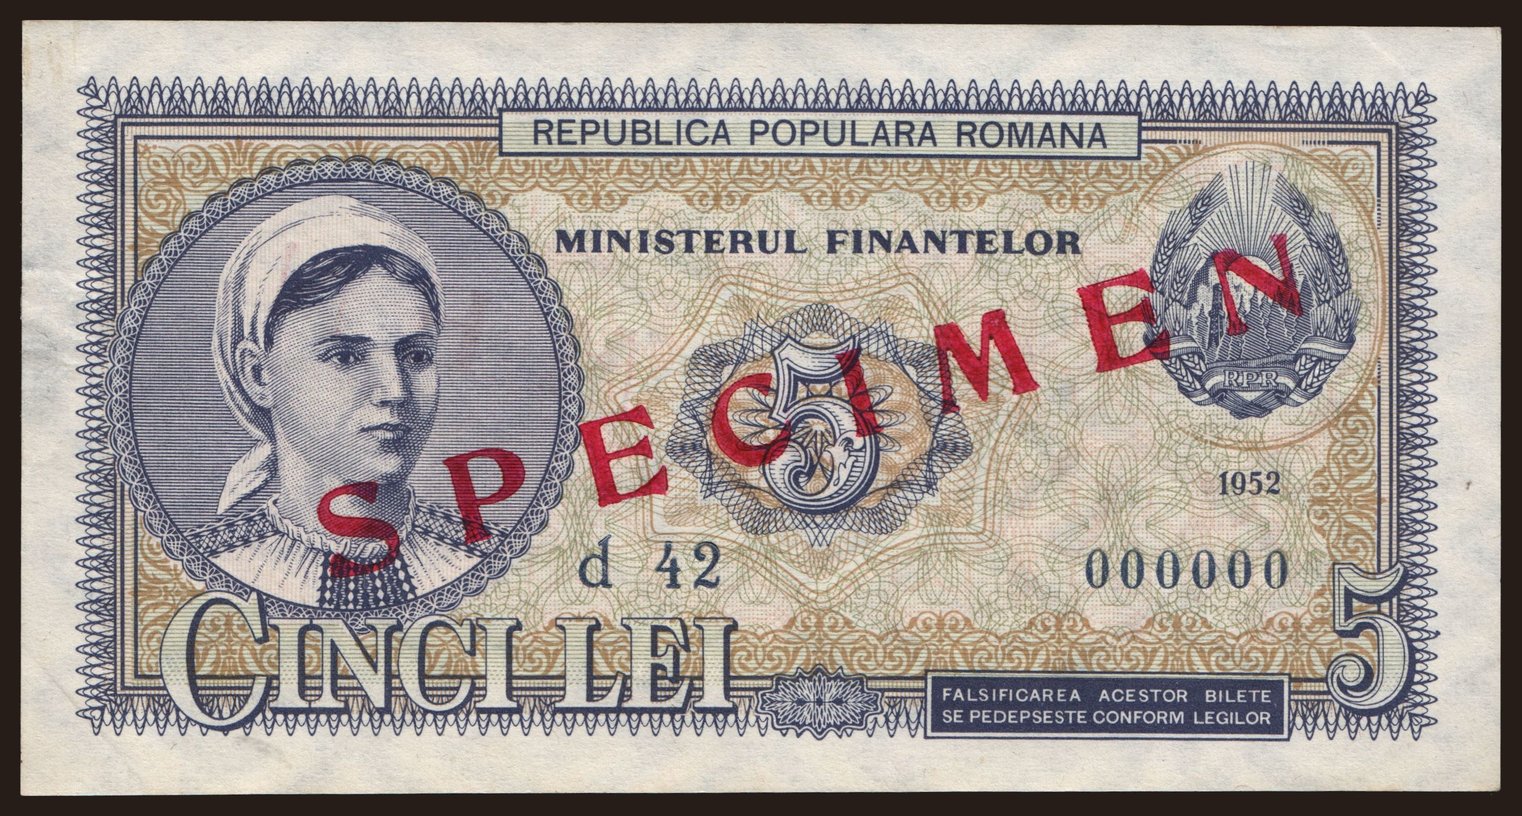 REPUBLICA POPULARA ROMANA
MINISTERUL FINANTELOR
5
RPR
SPECIMEN
1952
d 42
000000
CINCI LEI
5
FALSIFICAREA ACESTOR BILETE
SE PEDEPSESTE CONFORM LEGILOR